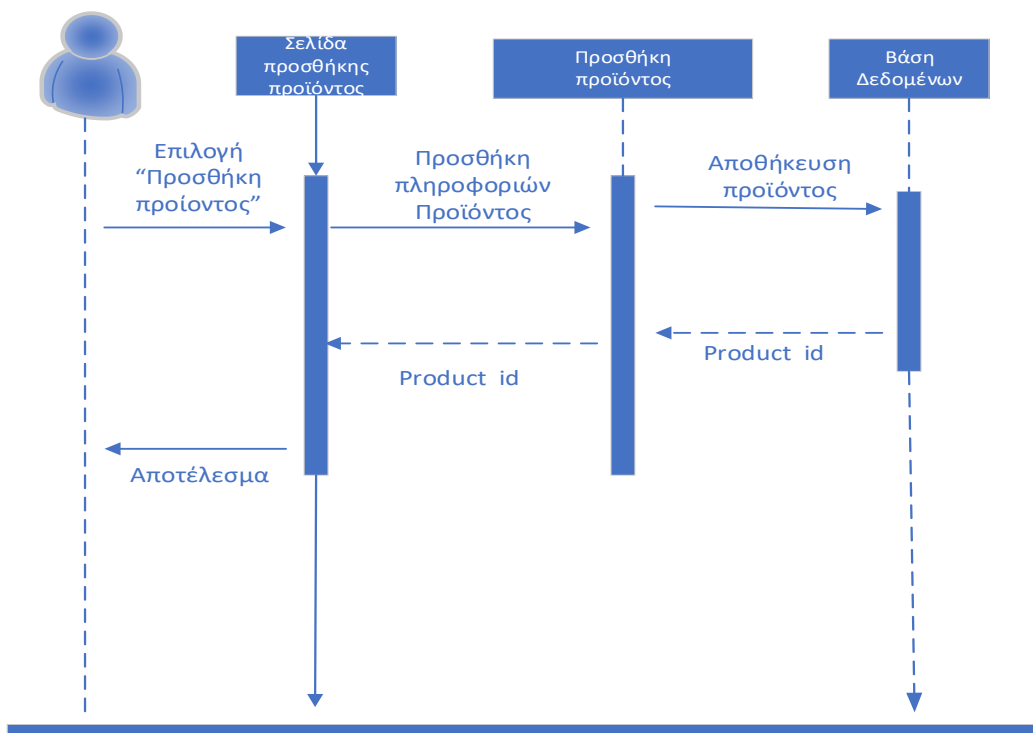 Σελίδα
προσθήκης
προϊόντος
Προσθήκη
προϊόντος
Βάση
Δεδομένων
Επιλογή
“Προσθήκη
προίοντος”
Προσθήκη
πληροφοριών
Προϊόντος
Αποθήκευση
προϊόντος
Product id
Product id
Αποτέλεσμα